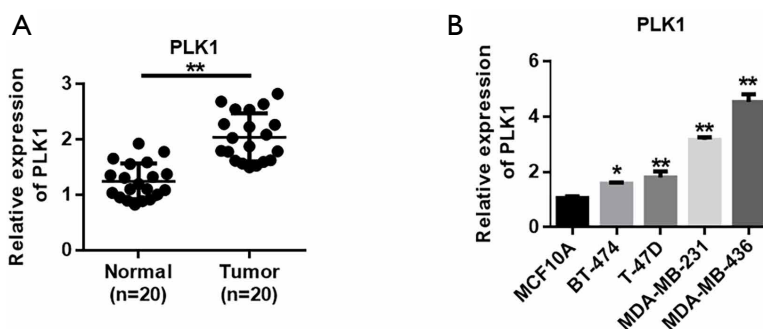 A
PLK1
**
Relative expression
of PLK1
3
2
1
0
Normal
(n=20)
Tumor
(n=20)
B
PLK1
Relative expression
of PLK1
6
4
2
0
*
**
**
**
MCF10A
BT-474
T-47D
MDA-MB-231
MDA-MB-436